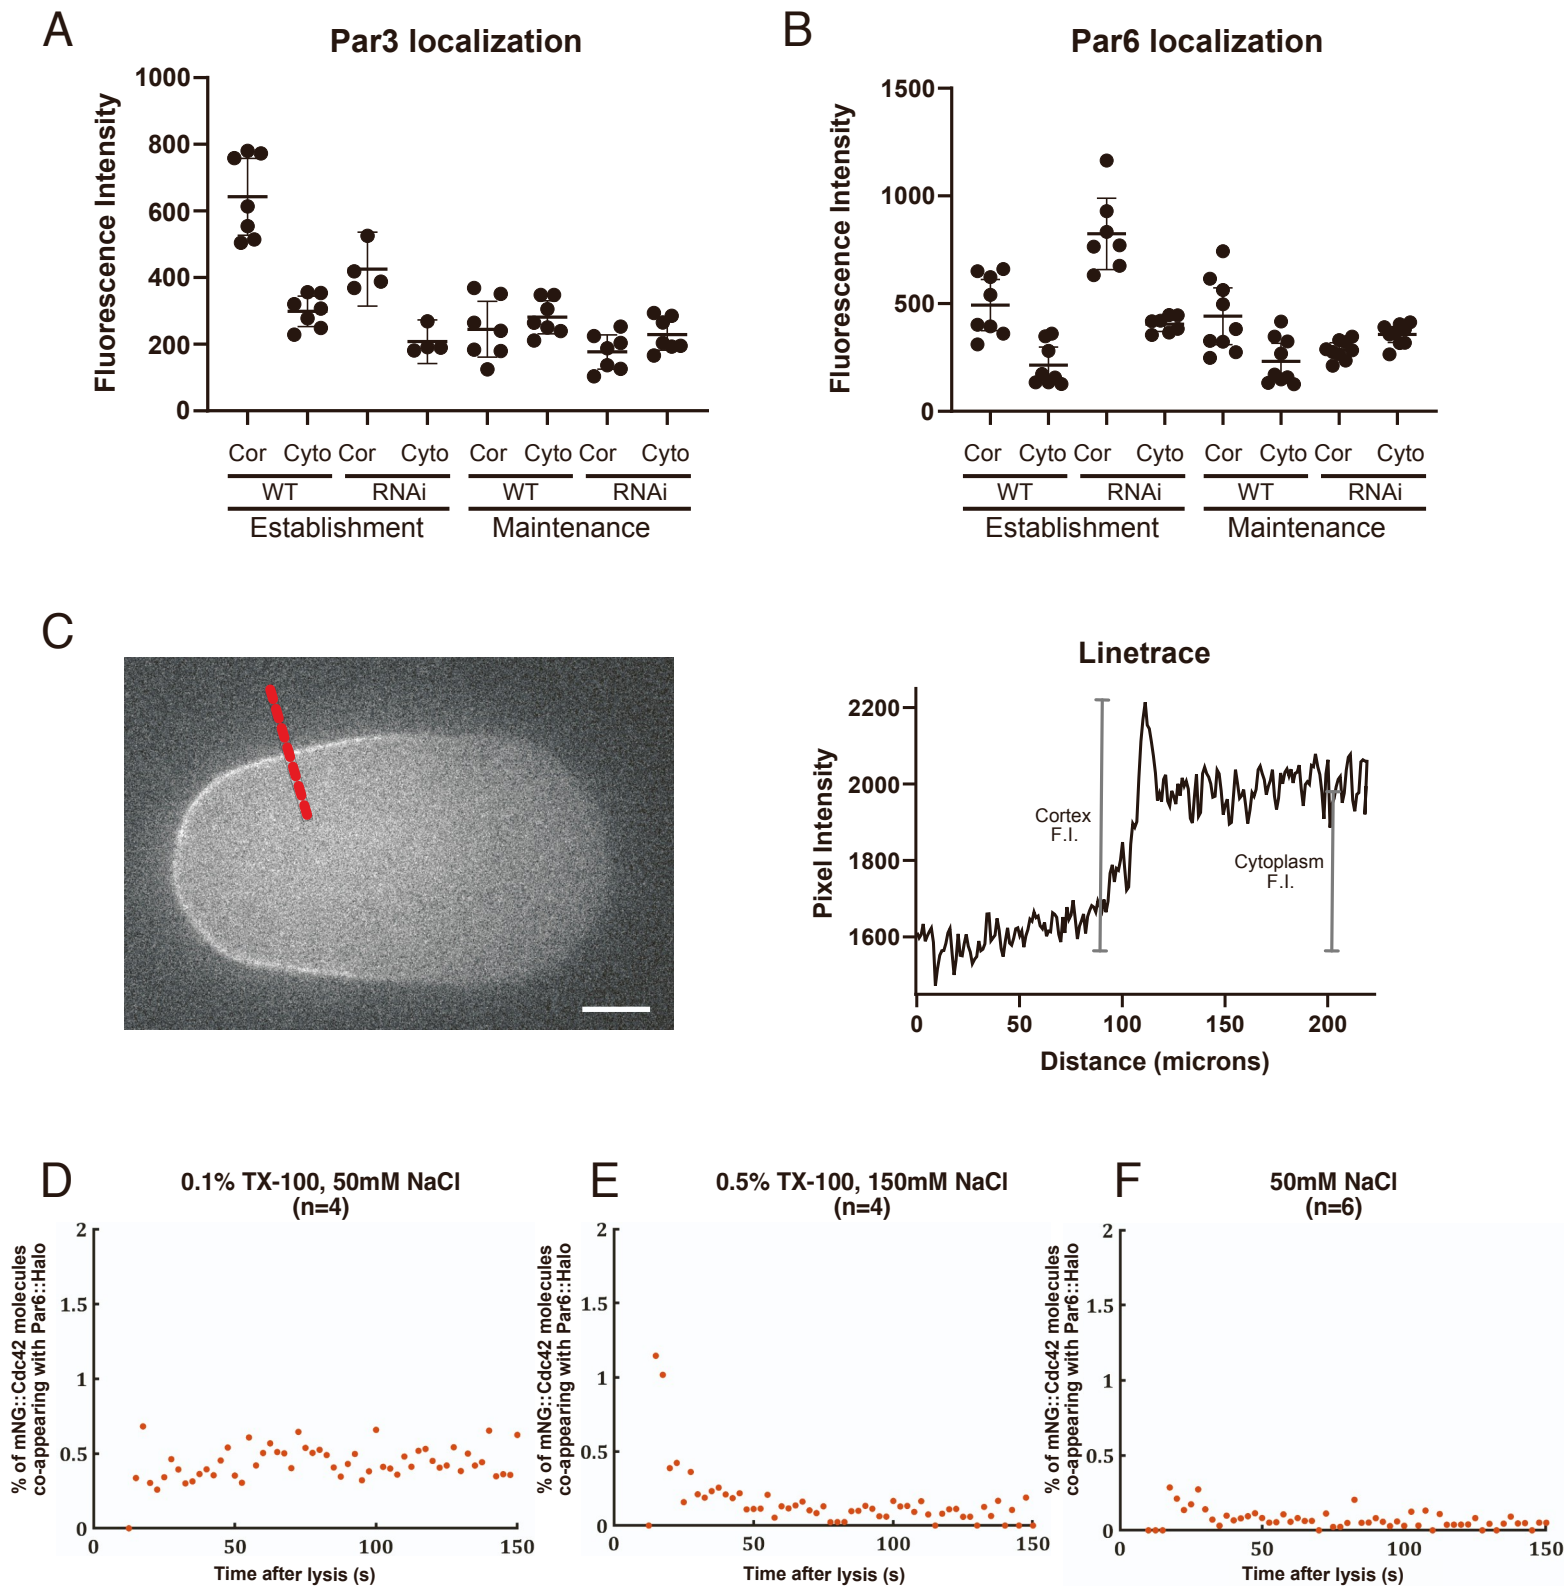 A
Par3 localization
Fluorescence Intensity
1000
800
600
400
200
0
Cor Cyto Cor Cyto Cor Cyto Cor Cyto
WT RNAi WT RNAi
Establishment Maintenance
B
Par6 localization
Fluorescence Intensity
1500
1000
500
0
Cor Cyto Cor Cyto Cor Cyto Cor Cyto
WT RNAi WT RNAi
Establishment Maintenance
C
Linetrace
Pixel Intensity
2200
2000
1800
1600
Cortex
F.I.
Cytoplasm
F.I.
0 50 100 150 200
Distance (microns)
D
0.1% TX-100, 50mM NaCl
(n=4)
% of mNG::Cdc42 molecules
co-appearing with Par6::Halo
2
1.5
1
0.5
0
0 50 100 150
Time after lysis (s)
E
0.5% TX-100, 150mM NaCl
(n=4)
% of mNG::Cdc42 molecules
co-appearing with Par6::Halo
2
1.5
1
0.5
0
0 50 100 150
Time after lysis (s)
F
50mM NaCl
(n=6)
% of mNG::Cdc42 molecules
co-appearing with Par6::Halo
2
1.5
1
0.5
0
0 50 100 150
Time after lysis (s)